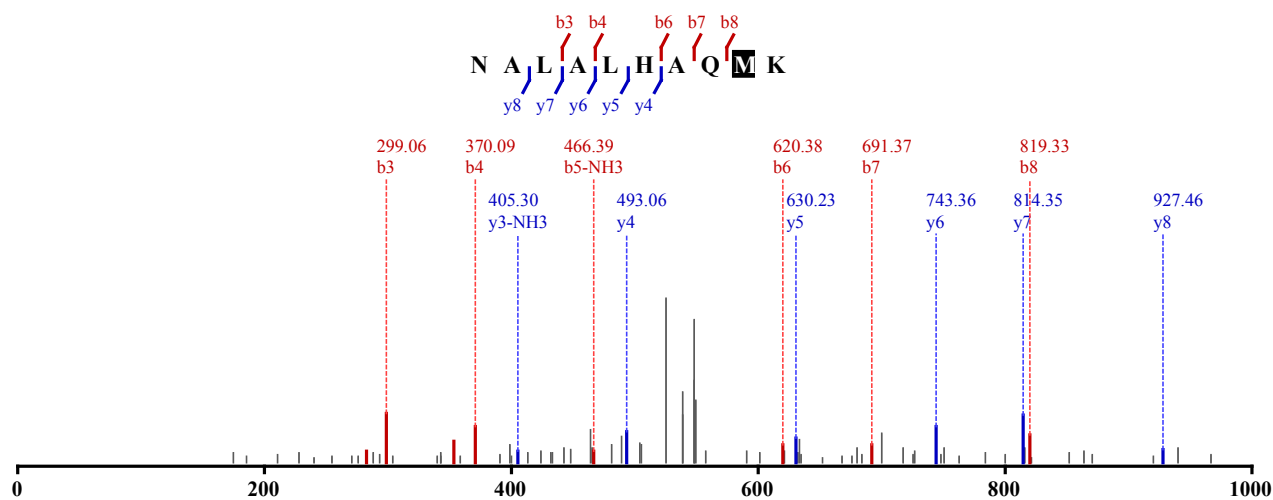 b3 b4 b6 b7 b8
N A L A L H A Q M K
y8 y7 y6 y5 y4
299.06 370.09 466.39 620.38 691.37 819.33
b3 b4 b5-NH3 b6 b7 b8
405.30 493.06 630.23 743.36 814.35 927.46
y3-NH3 y4 y5 y6 y7 y8
0 200 400 600 800 1000